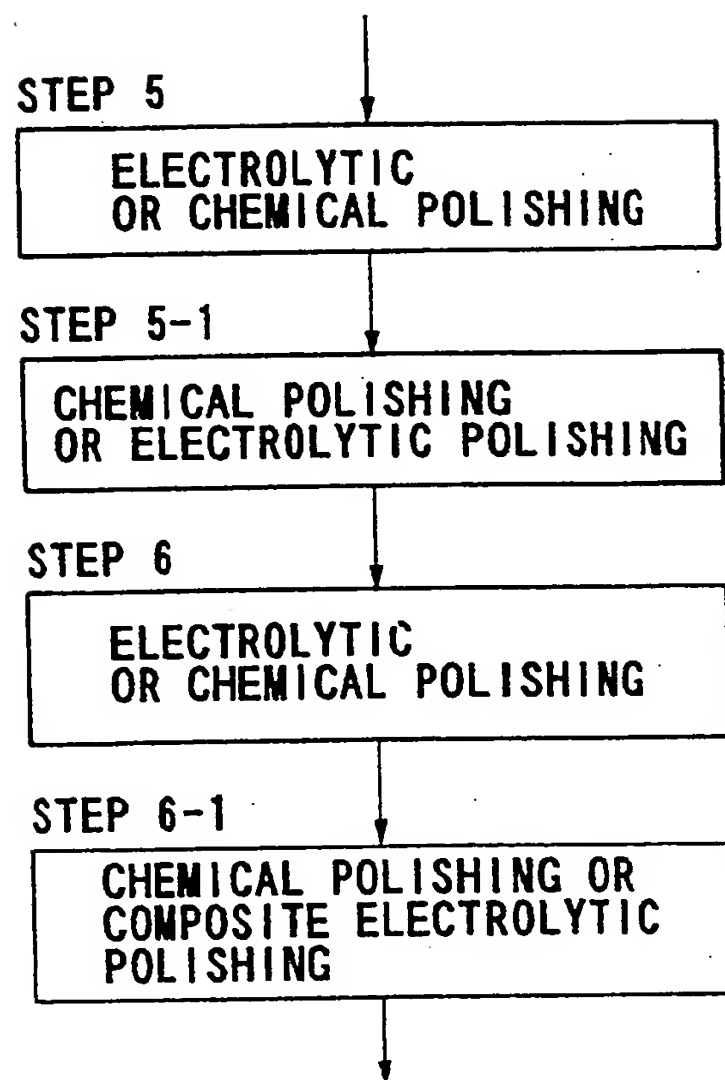 STEP 5
ELECTROLYTIC
OR CHEMICAL POLISHING
STEP 5-1
CHEMICAL POLISHING
OR ELECTROLYTIC POLISHING
STEP 6
ELECTROLYTIC
OR CHEMICAL POLISHING
STEP 6-1
CHEMICAL POLISHING OR
COMPOSITE ELECTROLYTIC
POLISHING